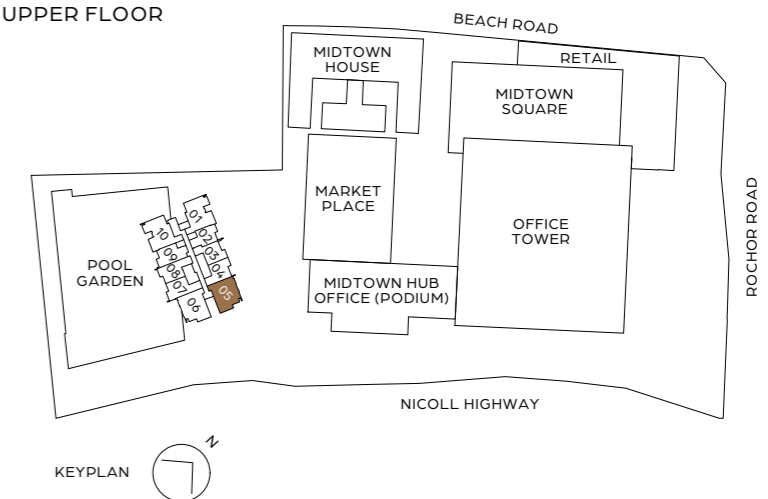 UPPER FLOOR
BEACH ROAD
MIDTOWN
HOUSE
RETAIL
MIDTOWN
SQUARE
MARKET
PLACE
OFFICE
TOWER
ROCHOR ROAD
POOL
GARDEN
01
02
03
04
05
10
09
08
07
06
MIDTOWN HUB
OFFICE (PODIUM)
NICOLL HIGHWAY
KEYPLAN
N